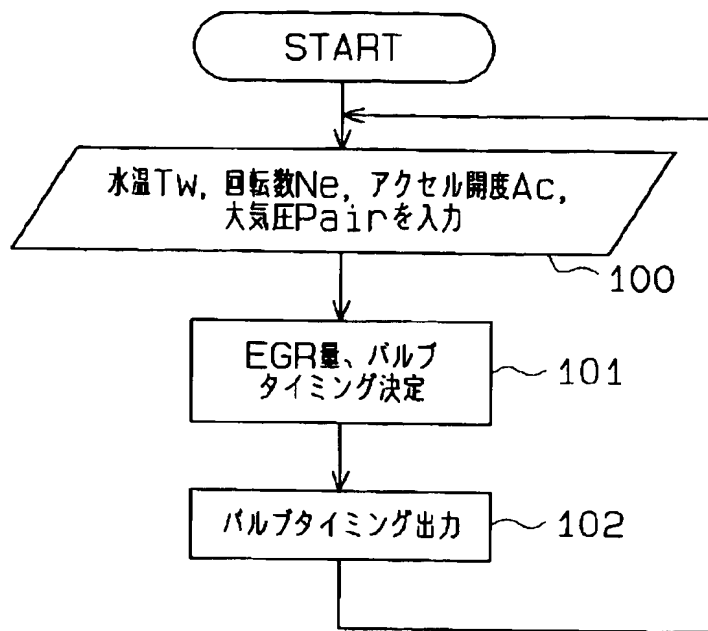 START
水温Tw, 回転数Ne, アクセル開度Ac,
大気圧Pairを入力
100
EGR量、バルブ
タイミング決定
101
バルブタイミング出力
102